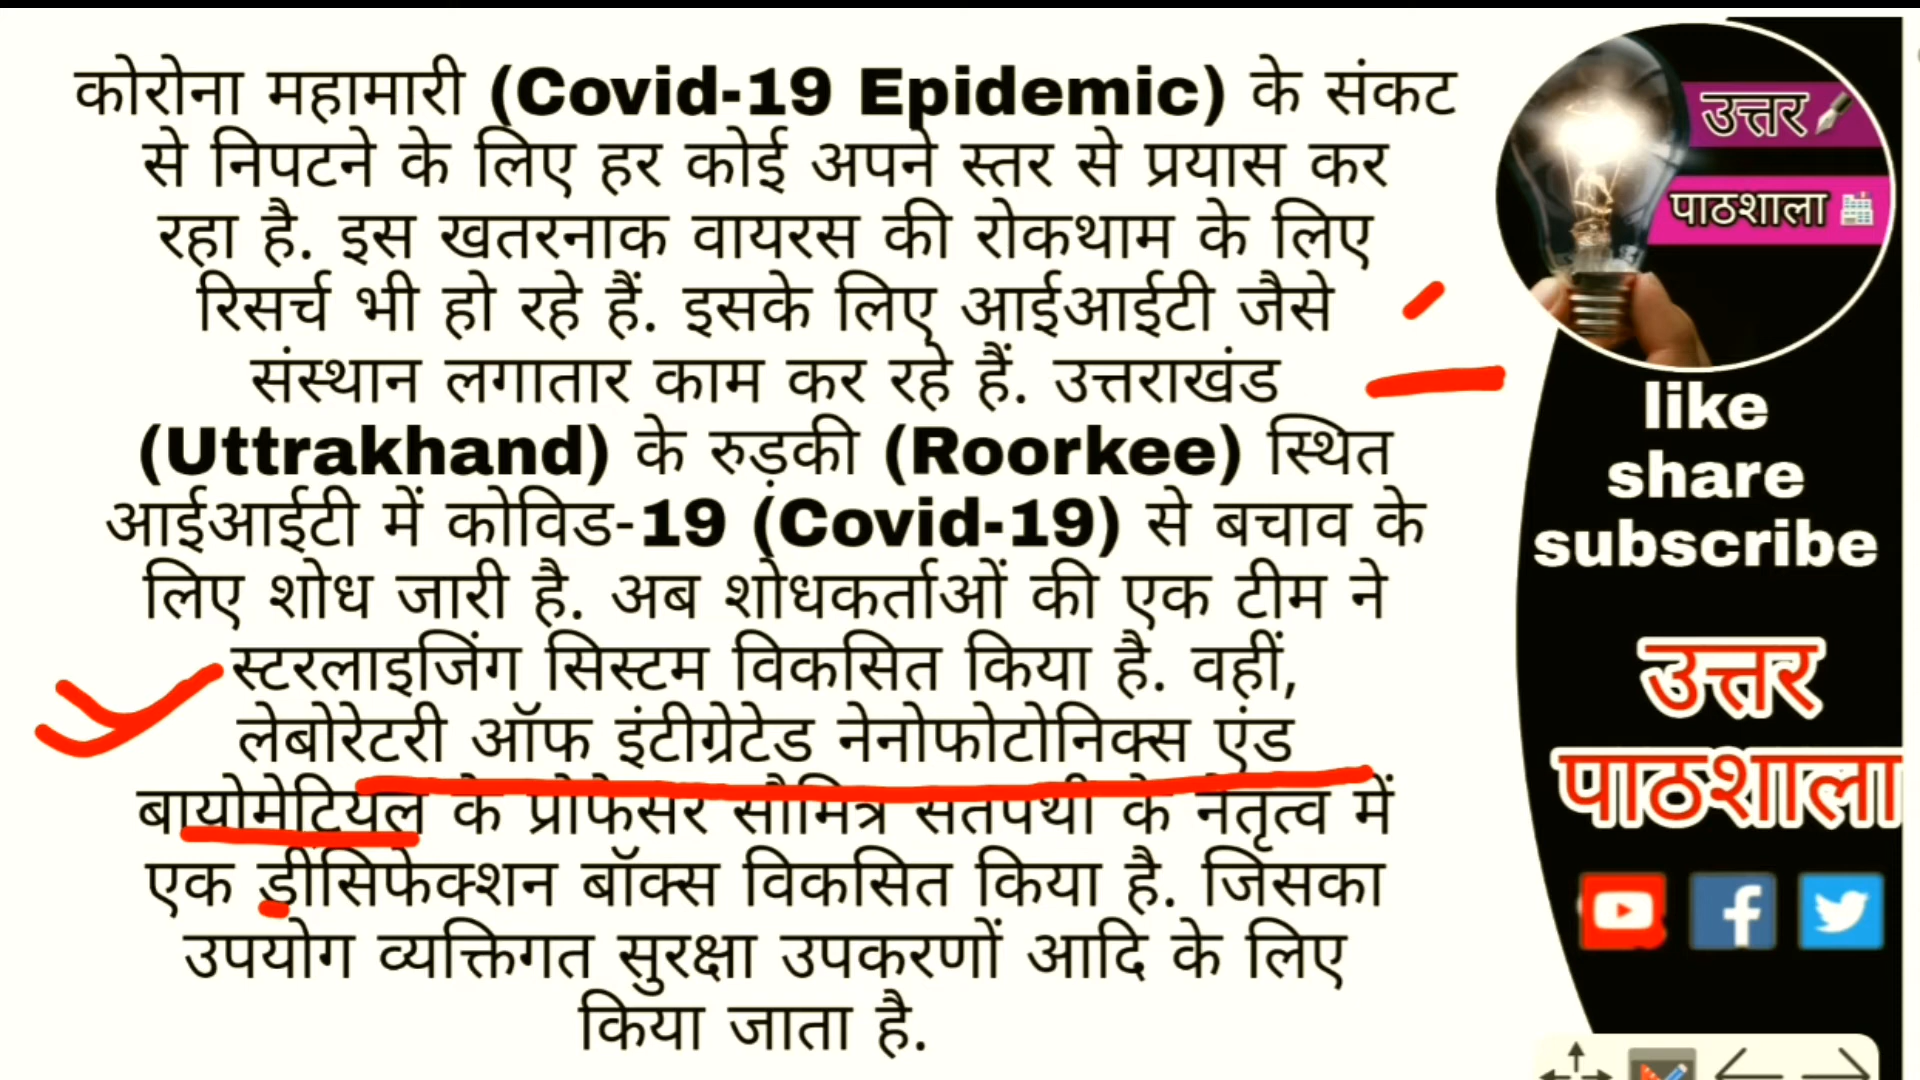 कोरोना महामारी (Covid-19 Epidemic) के संकट
से निपटने के लिए हर कोई अपने स्तर से प्रयास कर
रहा है. इस खतरनाक वायरस की रोकथाम के लिए
रिसर्च भी हो रहे हैं. इसके लिए आईआईटी जैसे
संस्थान लगातार काम कर रहे हैं. उत्तराखंड
(Uttrakhand) के रुड़की (Roorkee) स्थित
आईआईटी में कोविड-19 (Covid-19) से बचाव के
लिए शोध जारी है. अब शोधकर्ताओं की एक टीम ने
स्टरलाइजिंग सिस्टम विकसित किया है. वहीं,
लेबोरेटरी ऑफ इंटीग्रेटेड नेनोफोटोनिक्स एंड
बायोमेटियल के प्रोफेसर सौमित्र सतपथी के नेतृत्व में
एक डीसिफेक्शन बॉक्स विकसित किया है. जिसका
उपयोग व्यक्तिगत सुरक्षा उपकरणों आदि के लिए
किया जाता है.
उत्तर
पाठशाला
like
share
subscribe
उत्तर
पाठशाला